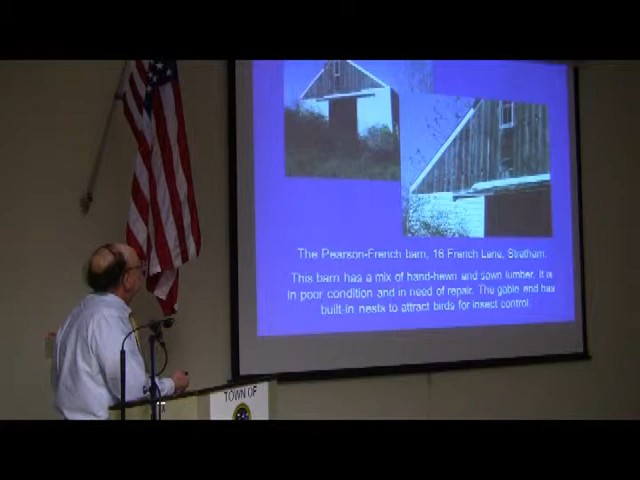 The Pearson-French barn, 16 French Lane, Stratham.
This barn has a mix of hand-hewn and sawn lumber. It is
in poor condition and in need of repair. The gable end has
built-in nests to attract birds for insect control.
TOWN OF